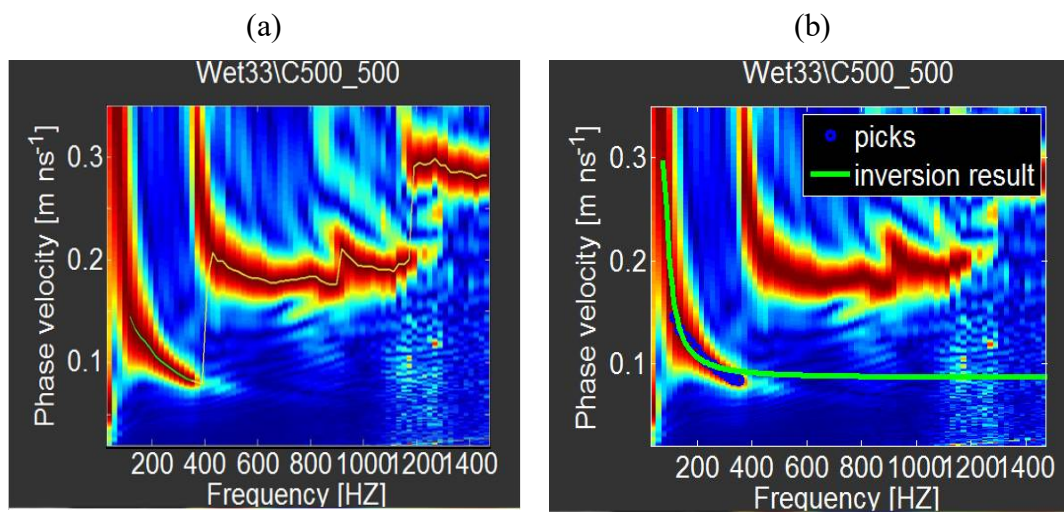 (a)
Wet33\C500_500
Phase velocity [m ns-1]
0.3
0.2
0.1
200 400 600 800 1000 1200 1400
Frequency [HZ]
(b)
Wet33\C500_500
picks
inversion result
Phase velocity [m ns-1]
0.3
0.2
0.1
200 400 600 800 1000 1200 1400
Frequency [HZ]